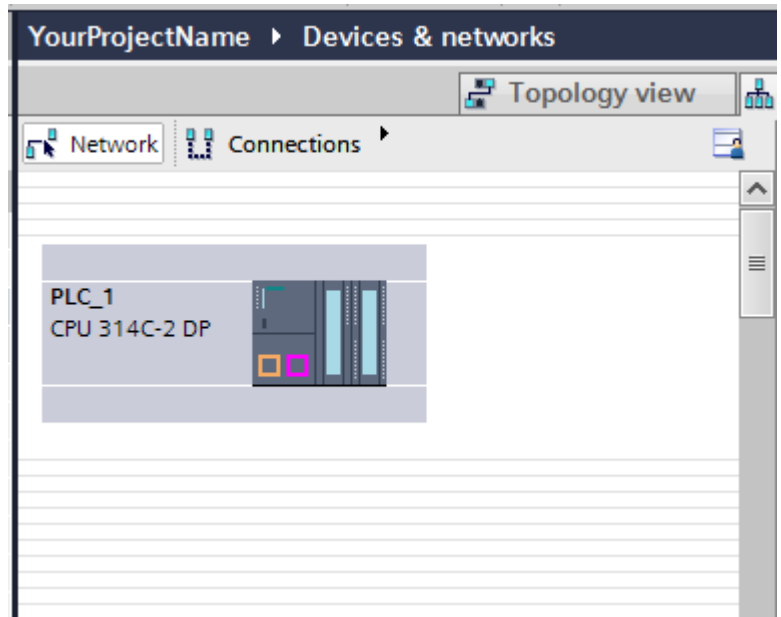 YourProjectName ▸ Devices & networks
Topology view
Network Connections
PLC_1
CPU 314C-2 DP